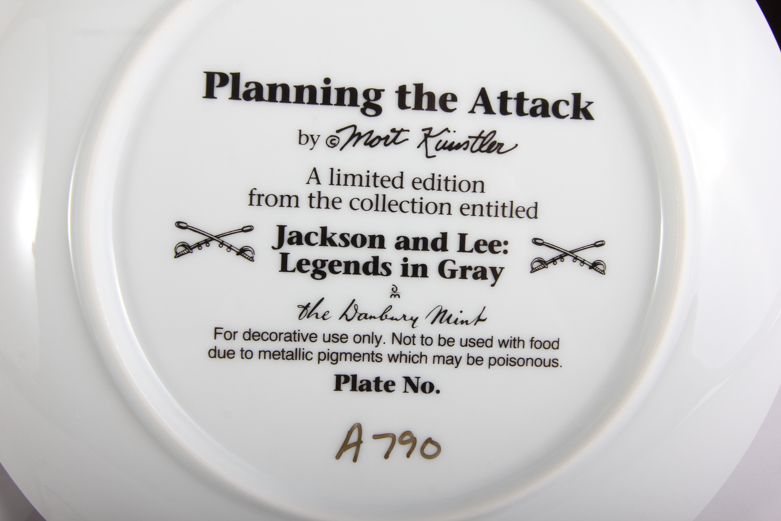 Planning the Attack
by © Mort Künstler
A limited edition
from the collection entitled
Jackson and Lee:
Legends in Gray
DM
the Danbury Mint
For decorative use only. Not to be used with food
due to metallic pigments which may be poisonous.
Plate No.
A790